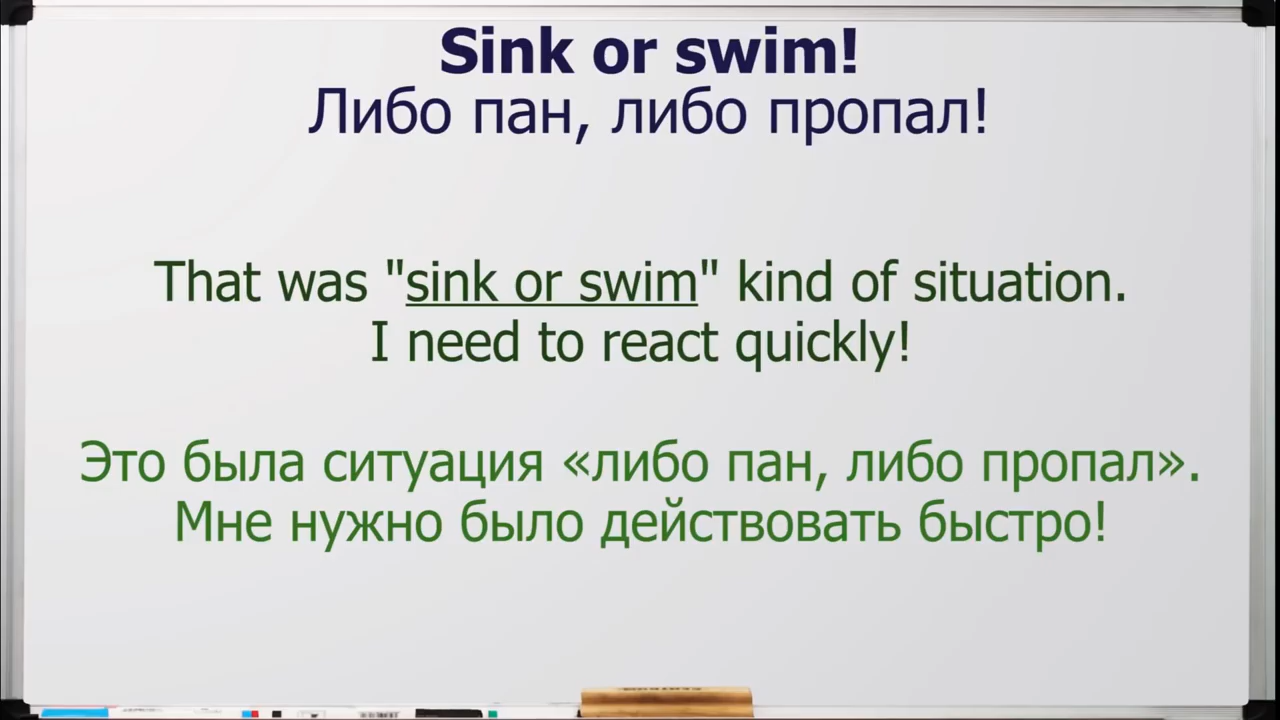 Sink or swim!
Либо пан, либо пропал!
That was "sink or swim" kind of situation.
I need to react quickly!
Это была ситуация «либо пан, либо пропал».
Мне нужно было действовать быстро!